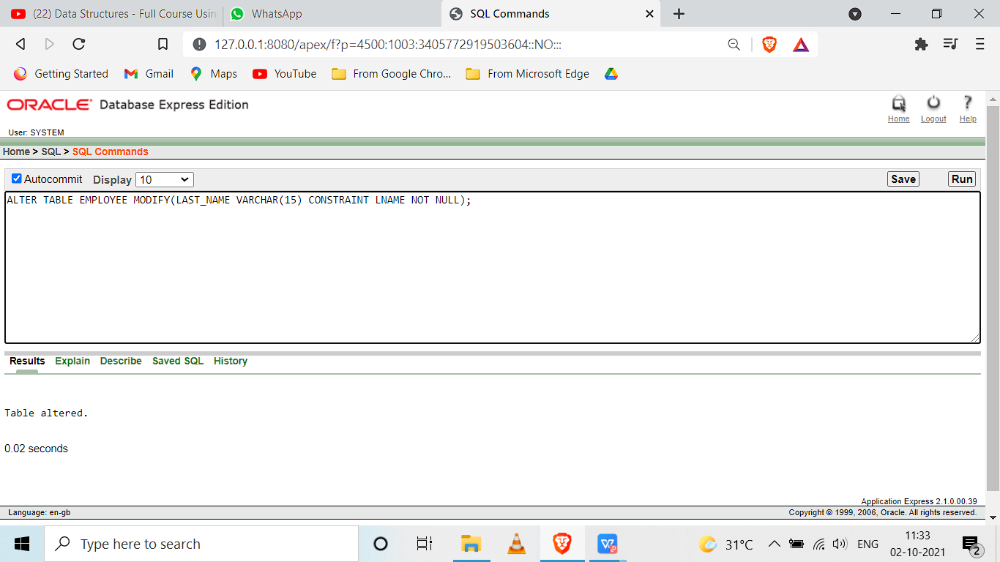 (22) Data Structures - Full Course Usin
WhatsApp
SQL Commands
127.0.0.1:8080/apex/f?p=4500:1003:3405772919503604::NO:::
Getting Started
Gmail
Maps
YouTube
From Google Chro...
From Microsoft Edge
ORACLE Database Express Edition
Home
Logout
Help
User: SYSTEM
Home > SQL > SQL Commands
Autocommit Display 10
Save
Run
ALTER TABLE EMPLOYEE MODIFY(LAST_NAME VARCHAR(15) CONSTRAINT LNAME NOT NULL);
Results Explain Describe Saved SQL History
Table altered.
0.02 seconds
Application Express 2.1.0.00.39
Language: en-gb
Copyright © 1999, 2006, Oracle. All rights reserved.
Type here to search
31°C
ENG
11:33
02-10-2021
2